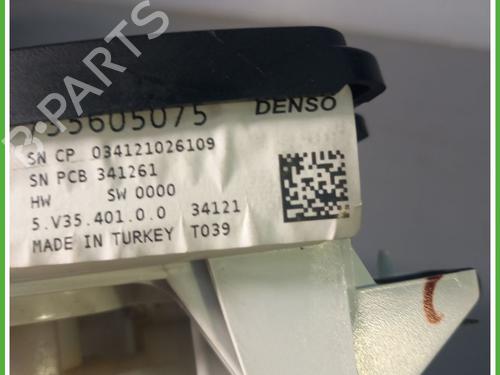 B-PARTS
35605075 DENSO
SN CP 034121026109
SN PCB 341261
HW SW 0000
5.V35.401.0.0 34121
MADE IN TURKEY T039